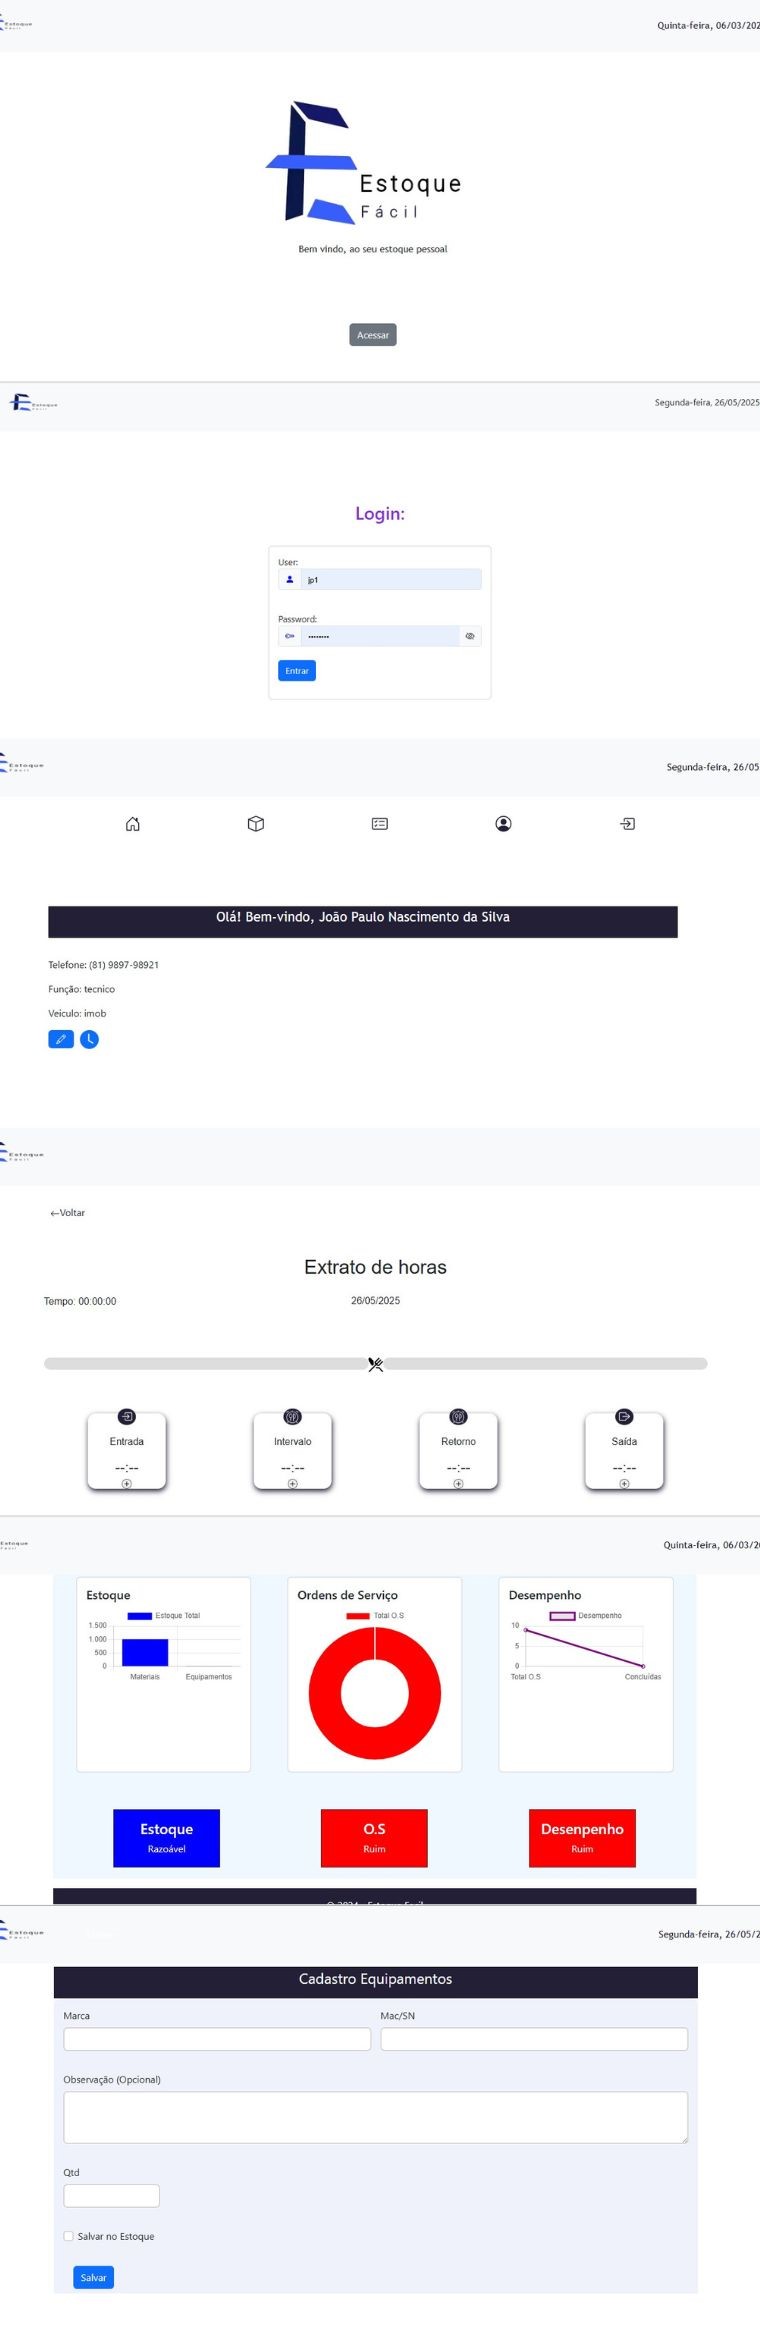 Estoque
Fácil
Quinta-feira, 06/03/202
Estoque
Fácil
Bem vindo, ao seu estoque pessoal
Acessar
Estoque
Segunda-feira, 26/05/2025
Login:
User:
jp1
Password:
••••••••
Entrar
Estoque
Fácil
Segunda-feira, 26/05
Olá! Bem-vindo, João Paulo Nascimento da Silva
Telefone: (81) 9897-98921
Função: tecnico
Veiculo: imob
Estoque
Fácil
←Voltar
Extrato de horas
Tempo: 00:00:00
26/05/2025
Entrada
Intervalo
Retorno
Saída
--:--
--:--
--:--
--:--
Estoque
Fácil
Quinta-feira, 06/03/20
Estoque
Ordens de Serviço
Desempenho
Estoque Total
Total O.S
Desempenho
1.500
1.000
500
0
Materiais
Equipamentos
10
5
0
Total O.S
Concluídas
Estoque
Razoável
O.S
Ruim
Desenpenho
Ruim
© 2024 - Estoque Facil
Estoque
Fácil
Segunda-feira, 26/05/2
Cadastro Equipamentos
Marca
Mac/SN
Observação (Opcional)
Qtd
Salvar no Estoque
Salvar